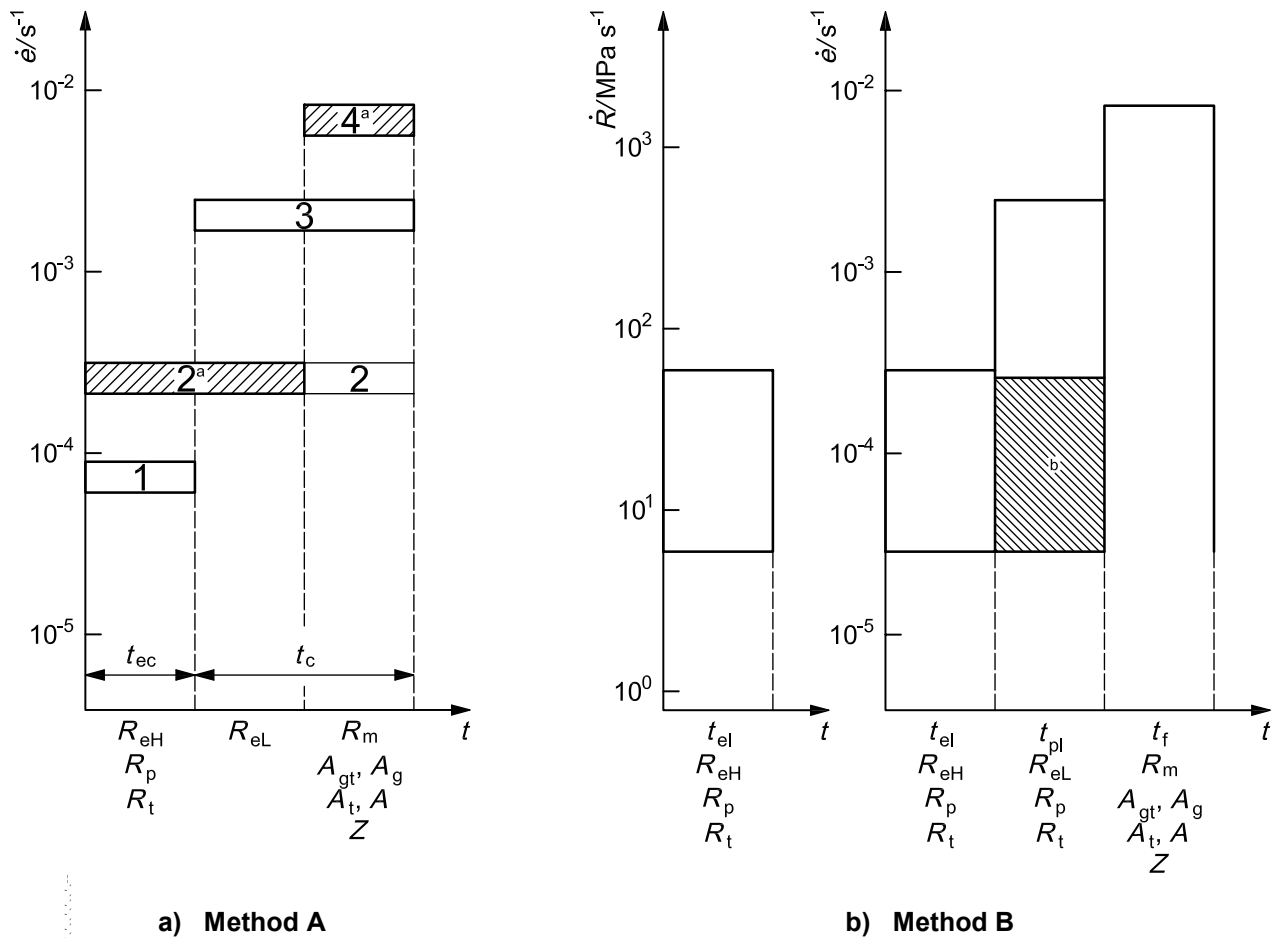 ė/s⁻¹
10⁻²
10⁻³
10⁻⁴
10⁻⁵
4ᵃ
3
2ᵃ 2
1
t_ec t_c
R_eH R_eL R_m t
R_p A_gt, A_g
R_t A_t, A
Z
a) Method A
Ṙ/MPa s⁻¹
10³
10²
10¹
10⁰
t_el t
R_eH
R_p
R_t
ė/s⁻¹
10⁻²
10⁻³
10⁻⁴
10⁻⁵
b
t_el t_pl t_f t
R_eH R_eL R_m
R_p R_p A_gt, A_g
R_t R_t A_t, A
Z
b) Method B